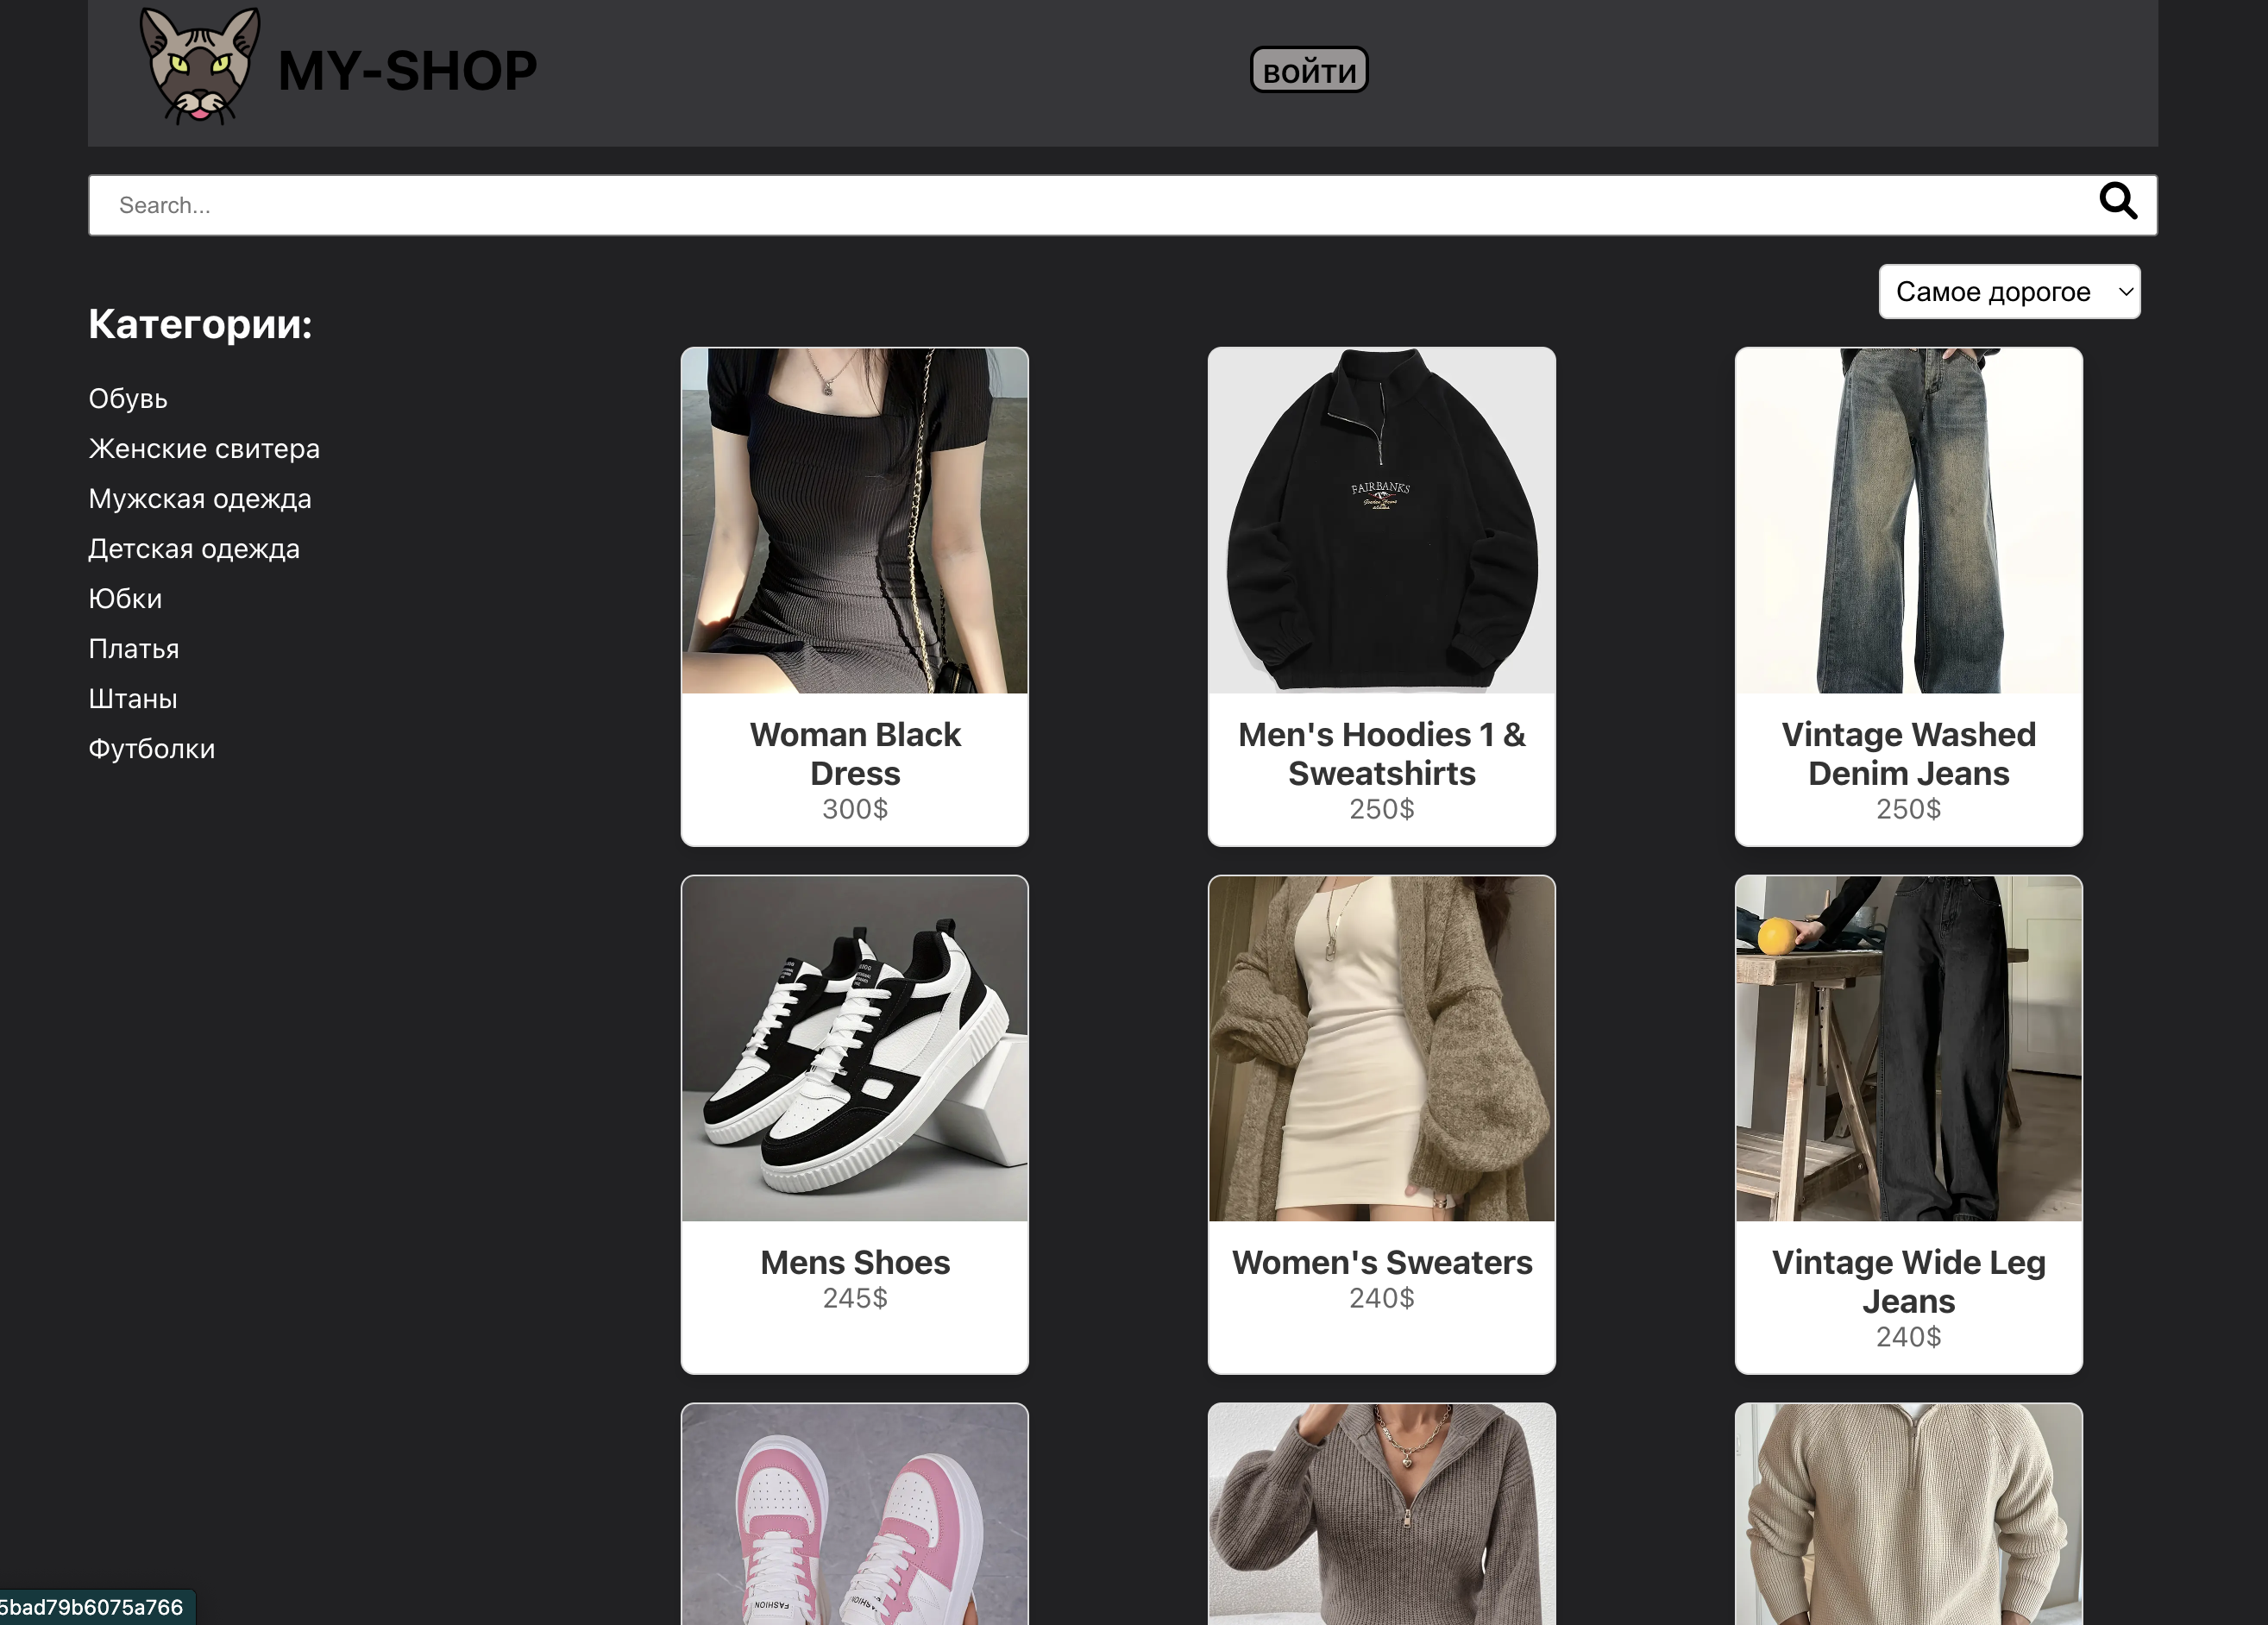 MY-SHOP
ВОЙТИ
Search...
Самое дорогое
Категории:
Обувь
Женские свитера
Мужская одежда
Детская одежда
Юбки
Платья
Штаны
Футболки
FAIRBANKS
Woman Black
Dress
300$
Men's Hoodies 1 &
Sweatshirts
250$
Vintage Washed
Denim Jeans
250$
Mens Shoes
245$
Women's Sweaters
240$
Vintage Wide Leg
Jeans
240$
FASHION
5bad79b6075a766